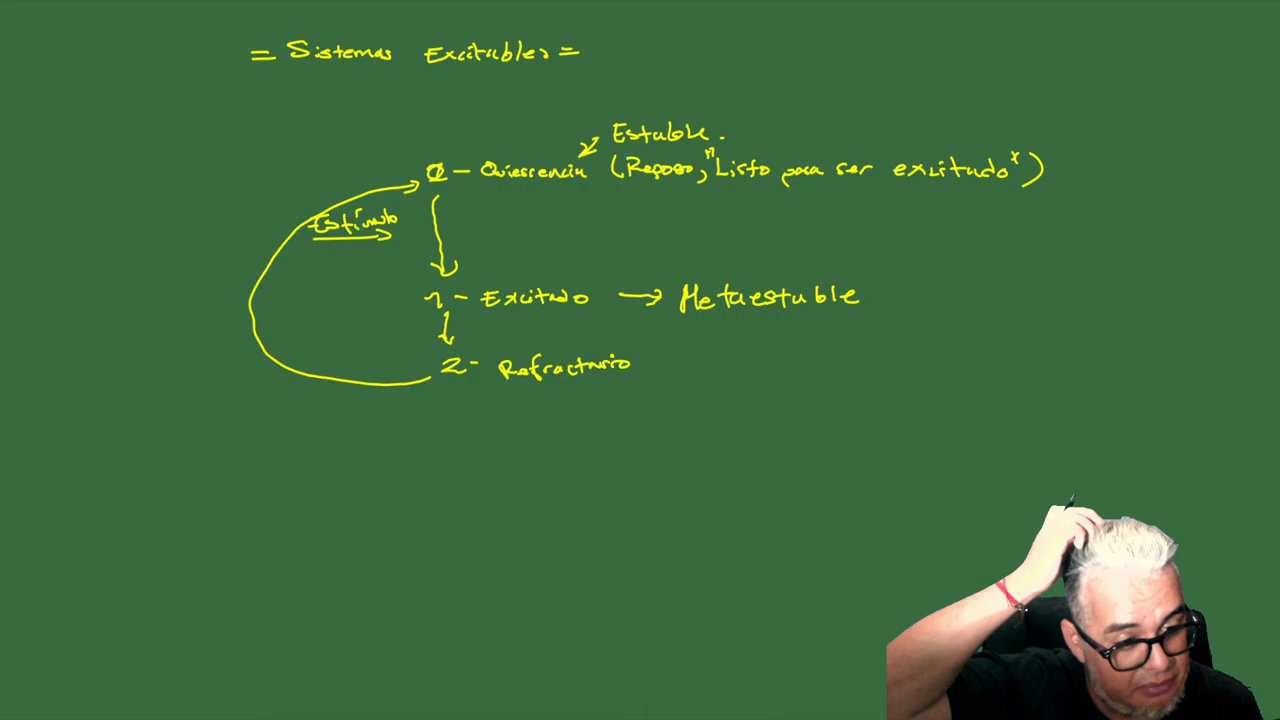 = Sistemas Excitables =
Estable.
0 - Quiescencia (Reposo, "Listo para ser excitado")
Estímulo
1 - Excitado → Metaestable
2 - Refractario